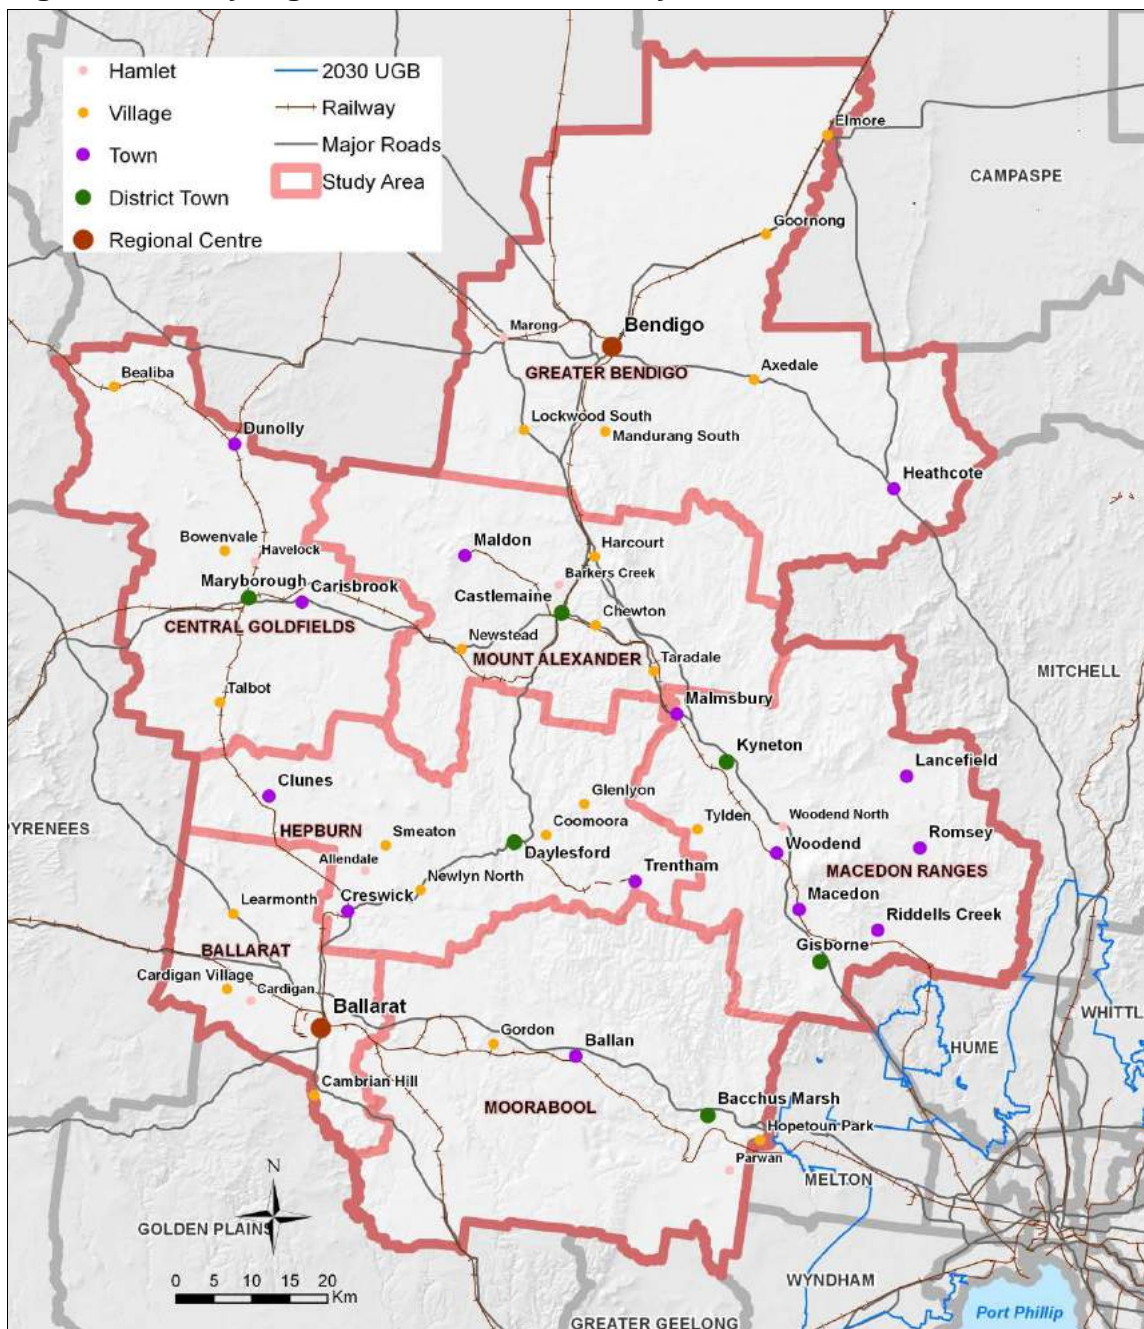 Hamlet
2030 UGB
Village
Railway
Town
Major Roads
District Town
Study Area
Regional Centre
Elmore
CAMPASPE
Goornong
Marong
Bendigo
GREATER BENDIGO
Axedale
Bealiba
Lockwood South
Dunolly
Mandurang South
Heathcote
Bowenvale
Havelock
Maldon
Harcourt
Barkers Creek
Maryborough
Carisbrook
Castlemaine
Chewton
CENTRAL GOLDFIELDS
Newstead
MOUNT ALEXANDER
Taradale
MITCHELL
Talbot
Malmsbury
Kyneton
Lancefield
Clunes
Glenlyon
PYRENEES
HEPBURN
Smeaton
Coomoora
Tylden
Woodend North
Romsey
Allendale
Daylesford
Woodend
Trentham
MACEDON RANGES
Newlyn North
Learmonth
Creswick
Macedon
Riddells Creek
BALLARAT
Gisborne
Cardigan Village
Cardigan
Ballarat
WHITTL
Gordon
Ballan
HUME
Cambrian Hill
MOORABOOL
Bacchus Marsh
Hopetoun Park
Parwan
N
MELTON
GOLDEN PLAINS
0 5 10 15 20
Km
WYNDHAM
Port Phillip
GREATER GEELONG